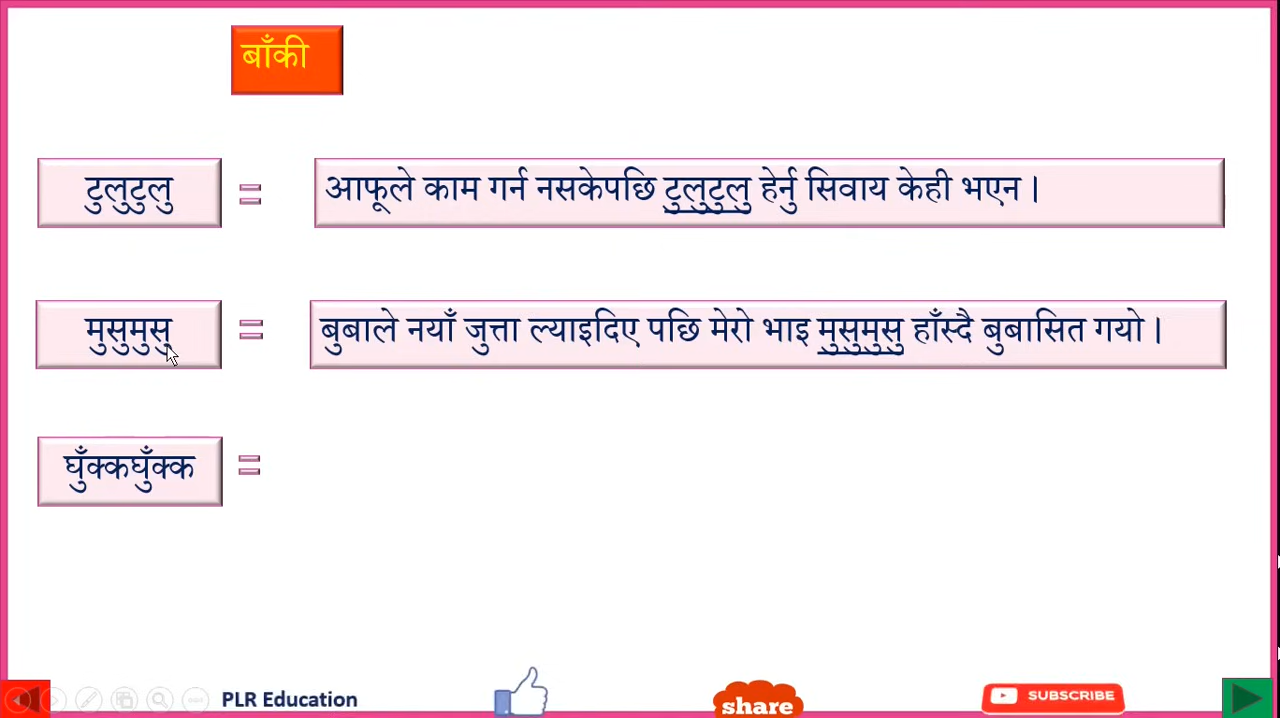 बाँकी
टुलुटुलु = आफूले काम गर्न नसकेपछि टुलुटुलु हेर्नु सिवाय केही भएन ।
मुसुमुसु = बुबाले नयाँ जुत्ता ल्याइदिए पछि मेरो भाइ मुसुमुसु हाँस्दै बुबासित गयो ।
घुँक्कघुँक्क =
PLR Education
share
SUBSCRIBE